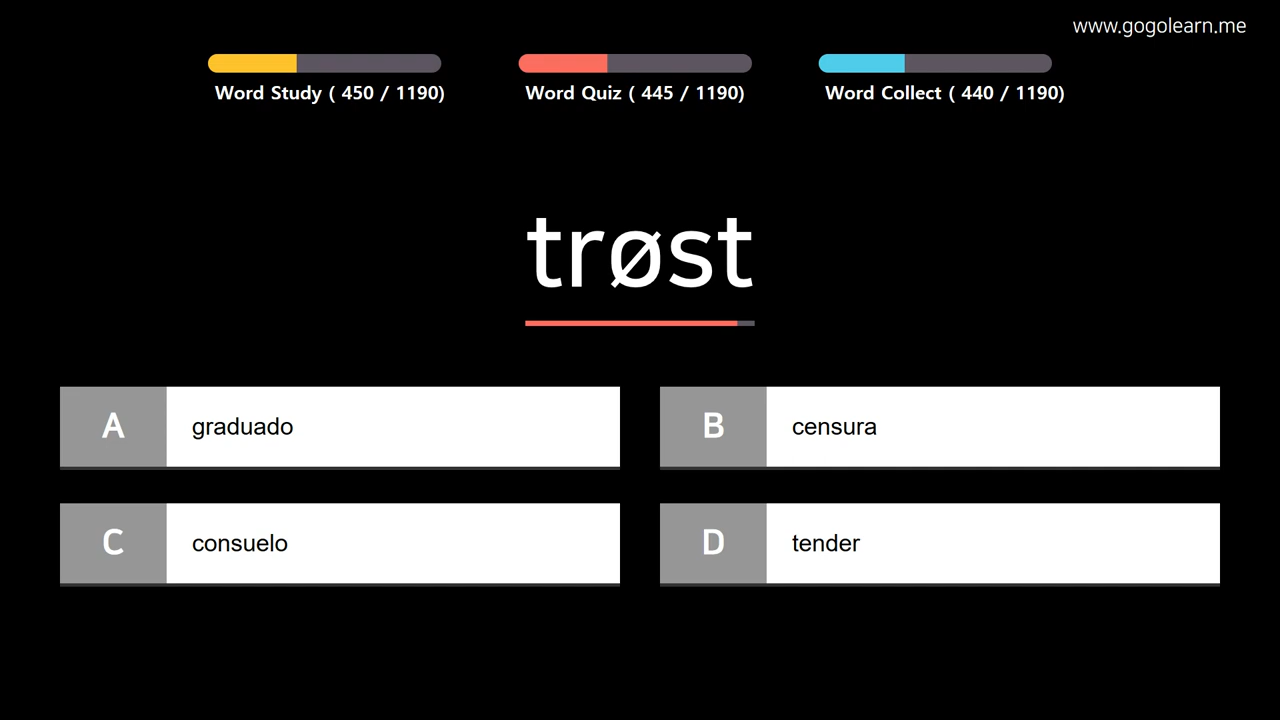 www.gogolearn.me
Word Study ( 450 / 1190)
Word Quiz ( 445 / 1190)
Word Collect ( 440 / 1190)
trøst
A graduado
B censura
C consuelo
D tender